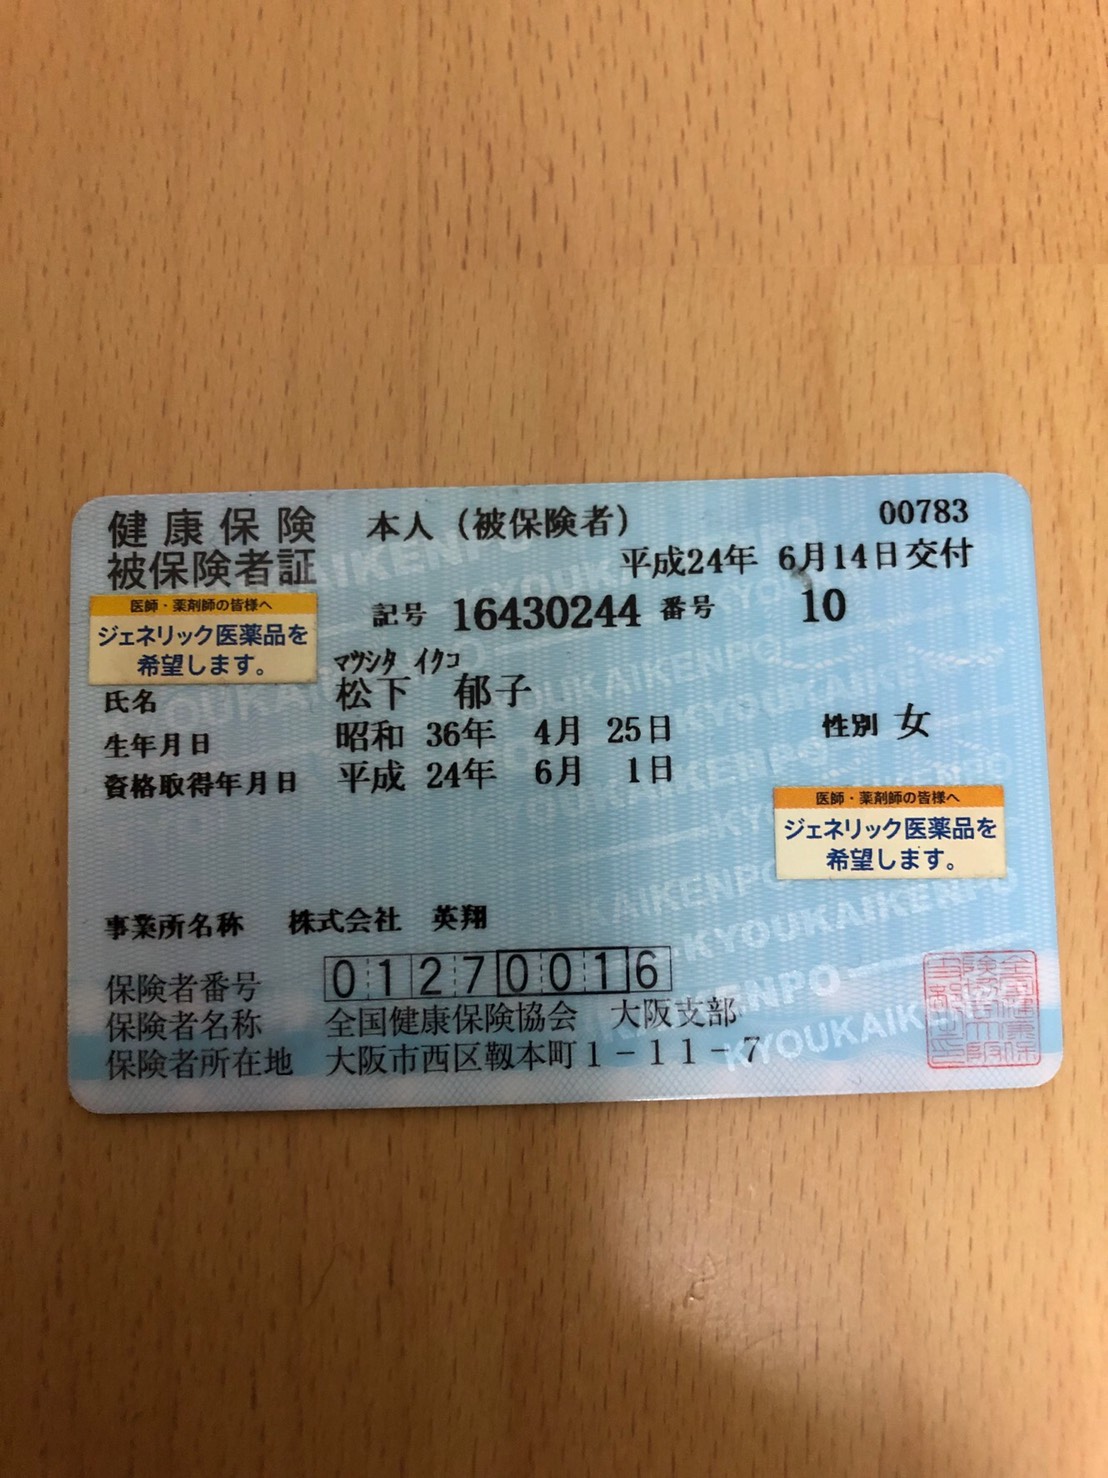 健康保険 本人（被保険者） 00783
被保険者証 平成24年 6月14日交付
医師・薬剤師の皆様へ
ジェネリック医薬品を
希望します。
記号 16430244 番号 10
マツシタ イクコ
氏名 松下 郁子
生年月日 昭和 36年 4月 25日 性別 女
資格取得年月日 平成 24年 6月 1日
医師・薬剤師の皆様へ
ジェネリック医薬品を
希望します。
事業所名称 株式会社 英翔
保険者番号 01270016
保険者名称 全国健康保険協会 大阪支部
保険者所在地 大阪市西区靱本町1-11-7